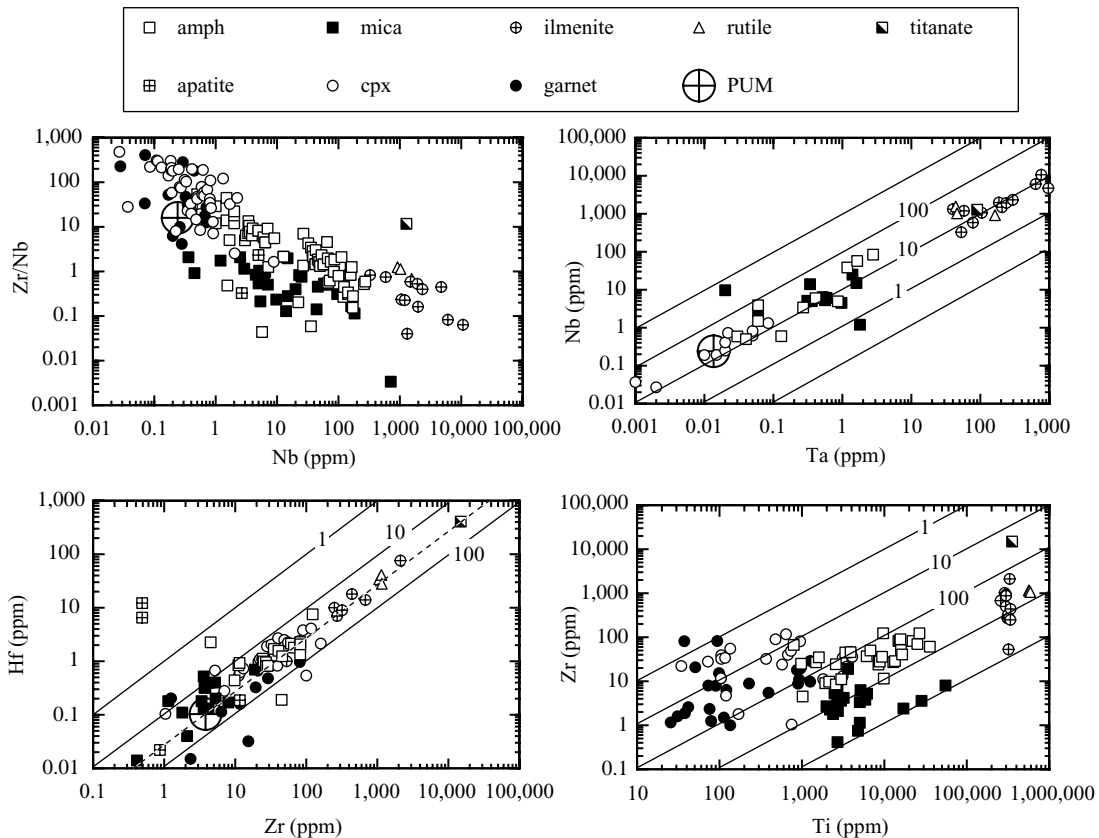 amph mica ilmenite rutile titanate
apatite cpx garnet PUM
1,000
100
10
1
0.1
0.01
0.001
Zr/Nb
0.01 0.1 1 10 100 1,000 10,000 100,000
Nb (ppm)
100,000
10,000
1,000
100
10
1
0.1
0.01
Nb (ppm)
100
10
1
0.001 0.01 0.1 1 10 100 1,000
Ta (ppm)
1,000
100
10
1
0.1
0.01
Hf (ppm)
1
10
100
0.1 1 10 100 1,000 10,000 100,000
Zr (ppm)
100,000
10,000
1,000
100
10
1
0.1
Zr (ppm)
1
10
100
10 100 1,000 10,000 100,000 1,000,000
Ti (ppm)